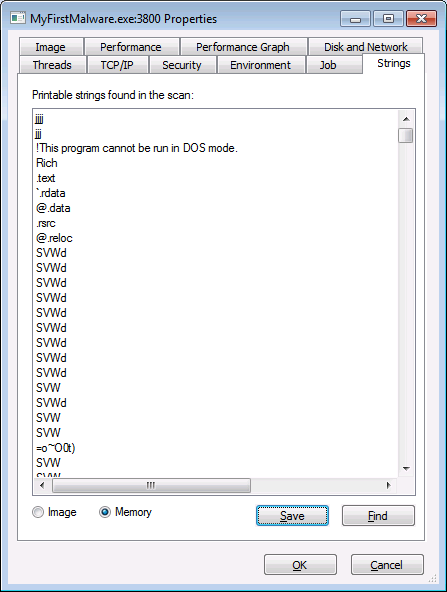 MyFirstMalware.exe:3800 Properties
Image Performance Performance Graph Disk and Network
Threads TCP/IP Security Environment Job Strings
Printable strings found in the scan:
jjjj
jjj
!This program cannot be run in DOS mode.
Rich
.text
`.rdata
@.data
.rsrc
@.reloc
SVWd
SVWd
SVWd
SVWd
SVWd
SVWd
SVWd
SVWd
SVWd
SVW
SVWd
SVW
SVW
=o~O0t)
SVW
SVW
Image Memory Save Find
OK Cancel